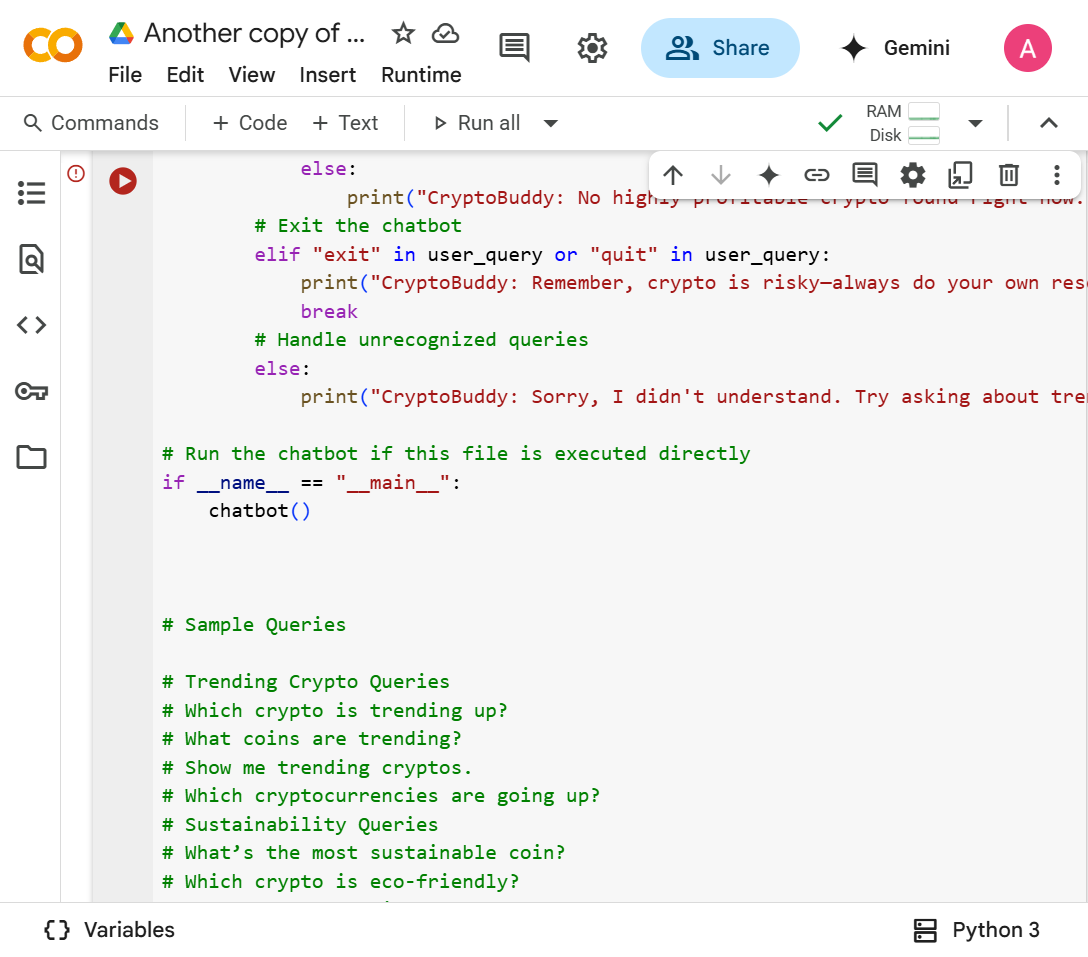 Another copy of ...
Share
Gemini
A
File Edit View Insert Runtime
Commands + Code + Text Run all
RAM
Disk
else:
print("CryptoBuddy: No highly profitable crypto found right now.
# Exit the chatbot
elif "exit" in user_query or "quit" in user_query:
print("CryptoBuddy: Remember, crypto is risky—always do your own res
break
# Handle unrecognized queries
else:
print("CryptoBuddy: Sorry, I didn't understand. Try asking about tre
# Run the chatbot if this file is executed directly
if __name__ == "__main__":
chatbot()
# Sample Queries
# Trending Crypto Queries
# Which crypto is trending up?
# What coins are trending?
# Show me trending cryptos.
# Which cryptocurrencies are going up?
# Sustainability Queries
# What’s the most sustainable coin?
# Which crypto is eco-friendly?
{} Variables
Python 3